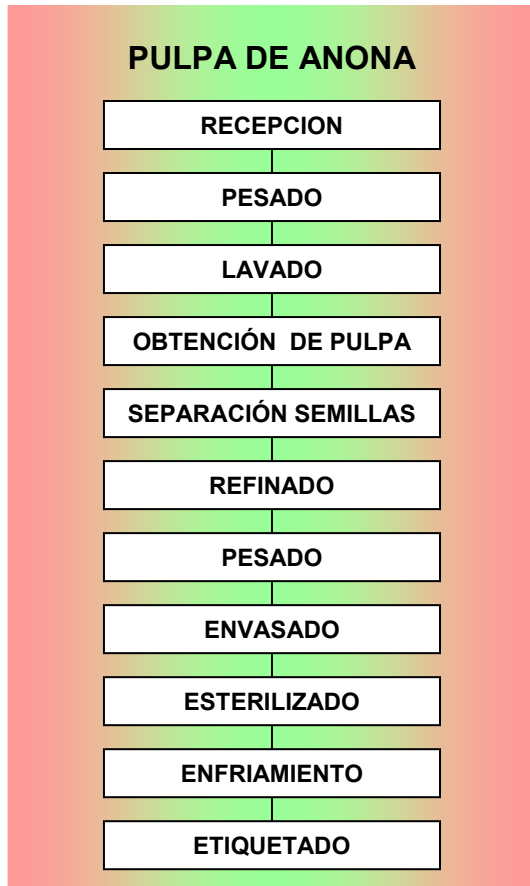 PULPA DE ANONA
RECEPCION
PESADO
LAVADO
OBTENCIÓN DE PULPA
SEPARACIÓN SEMILLAS
REFINADO
PESADO
ENVASADO
ESTERILIZADO
ENFRIAMIENTO
ETIQUETADO